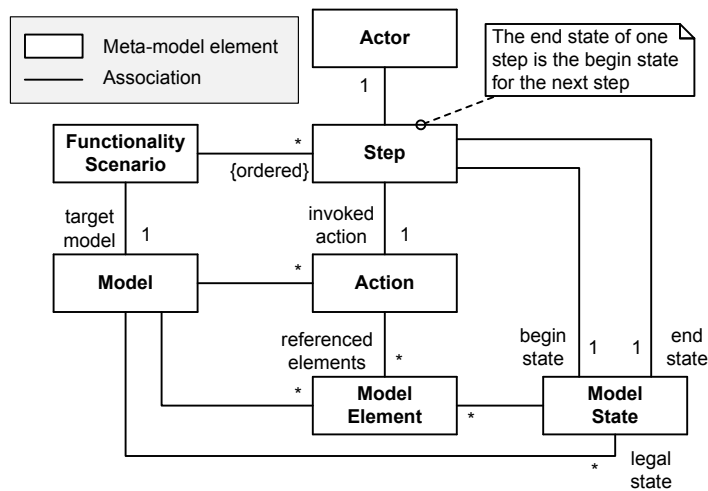 Meta-model element
Association
Actor
The end state of one
step is the begin state
for the next step
1
Functionality
Scenario
*
{ordered}
Step
target
model
1
invoked
action
1
Model
*
Action
referenced
elements
*
begin
state
1
1
end
state
*
Model
Element
*
Model
State
*
legal
state